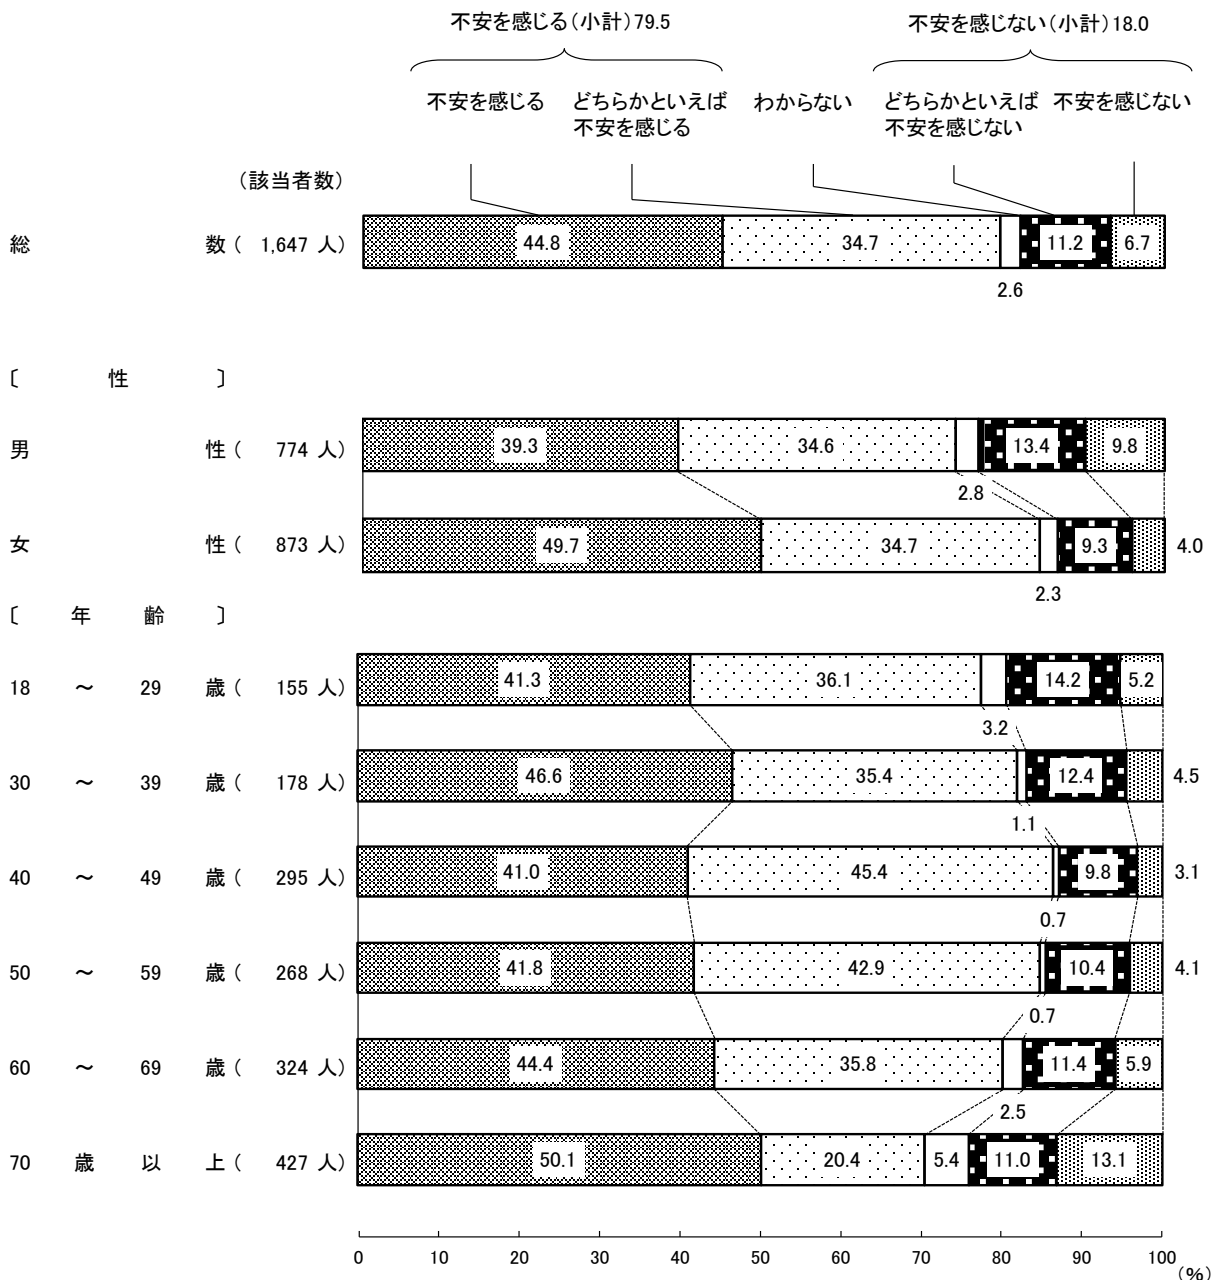 不安を感じる(小計)79.5 不安を感じない(小計)18.0
不安を感じる どちらかといえば不安を感じる わからない どちらかといえば不安を感じない 不安を感じない
(該当者数)
総 数( 1,647 人) 44.8 34.7 11.2 6.7
2.6
〔 性 〕
男 性( 774 人) 39.3 34.6 13.4 9.8
2.8
女 性( 873 人) 49.7 34.7 9.3 4.0
2.3
〔 年 齢 〕
18 ～ 29 歳( 155 人) 41.3 36.1 14.2 5.2
3.2
30 ～ 39 歳( 178 人) 46.6 35.4 12.4 4.5
1.1
40 ～ 49 歳( 295 人) 41.0 45.4 9.8 3.1
0.7
50 ～ 59 歳( 268 人) 41.8 42.9 10.4 4.1
0.7
60 ～ 69 歳( 324 人) 44.4 35.8 11.4 5.9
2.5
70 歳 以 上( 427 人) 50.1 20.4 5.4 11.0 13.1
0 10 20 30 40 50 60 70 80 90 100
(%)